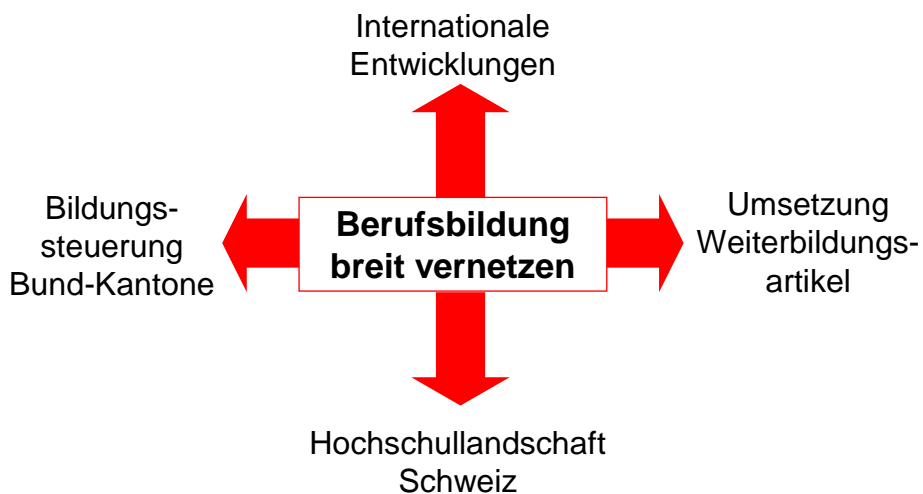 Internationale
Entwicklungen
Bildungs-
steuerung
Bund-Kantone
Berufsbildung
breit vernetzen
Umsetzung
Weiterbildungs-
artikel
Hochschullandschaft
Schweiz